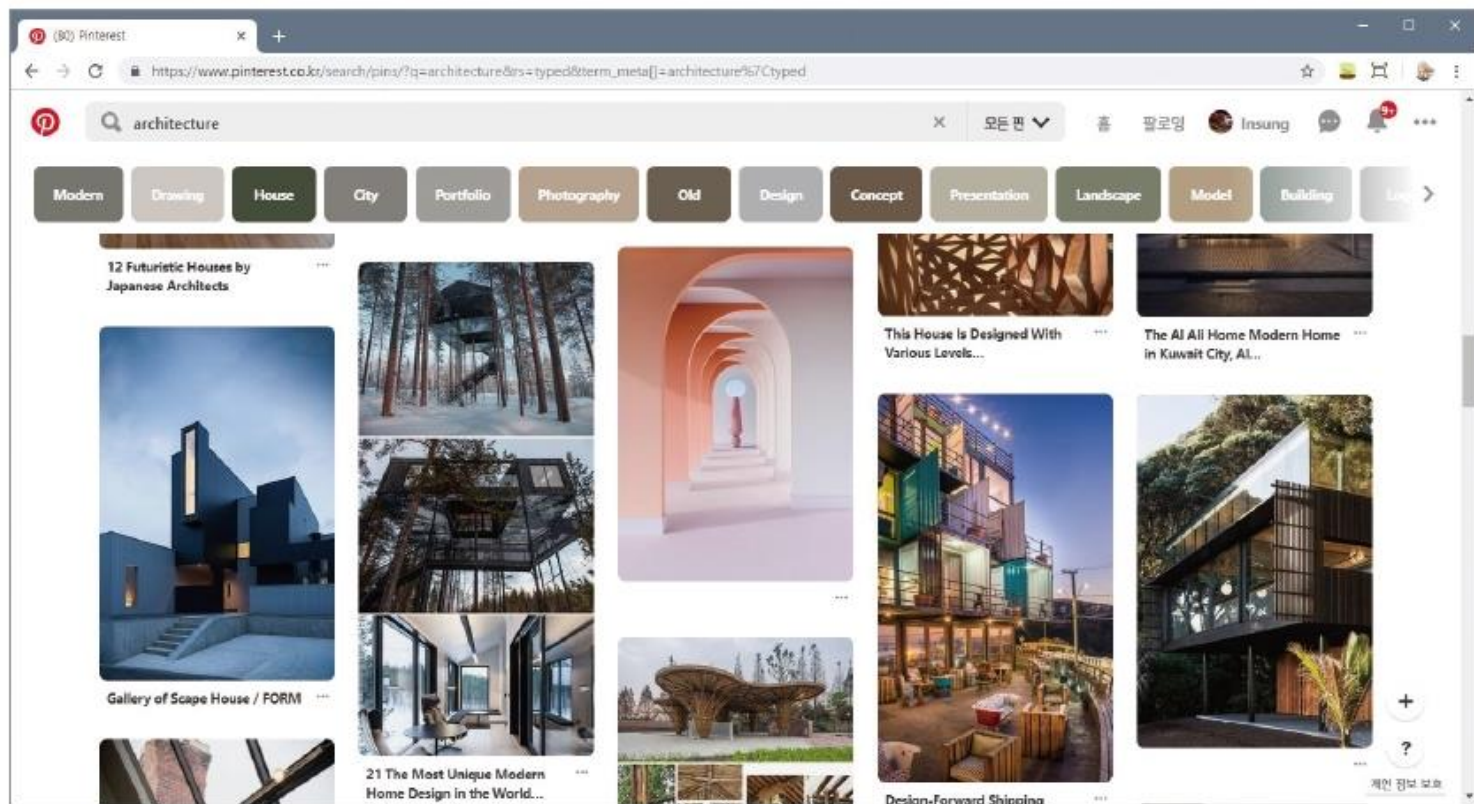 (80) Pinterest
https://www.pinterest.co.kr/search/pins/?q=architecture&rs=typed&term_meta[]=architecture%7Ctyped
architecture
모든 핀
홈
팔로잉
Insung
9+
Modern
Drawing
House
City
Portfolio
Photography
Old
Design
Concept
Presentation
Landscape
Model
Building
12 Futuristic Houses by
Japanese Architects
Gallery of Scape House / FORM
21 The Most Unique Modern
Home Design in the World...
This House Is Designed With
Various Levels...
Design-Forward Shipping
The Al Ali Home Modern Home
in Kuwait City, Al...
?
개인 정보 보호